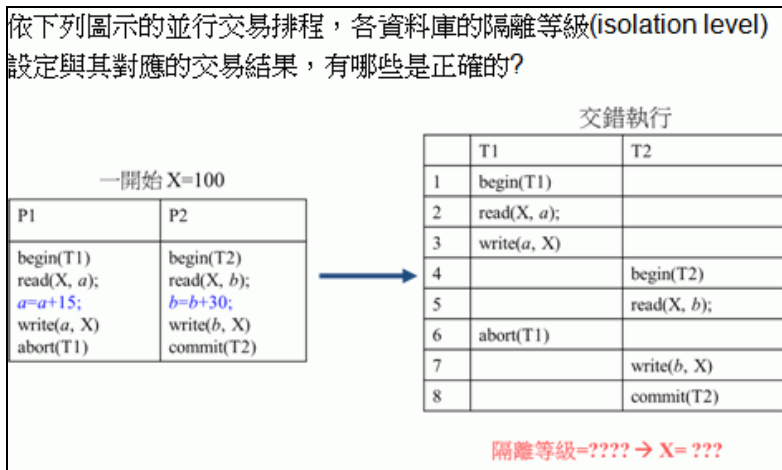 依下列圖示的並行交易排程，各資料庫的隔離等級(isolation level)
設定與其對應的交易結果，有哪些是正確的?
交錯執行
一開始 X=100
P1 P2
begin(T1) begin(T2)
read(X, a); read(X, b);
a=a+15; b=b+30;
write(a, X) write(b, X)
abort(T1) commit(T2)
T1 T2
1 begin(T1)
2 read(X, a);
3 write(a, X)
4 begin(T2)
5 read(X, b);
6 abort(T1)
7 write(b, X)
8 commit(T2)
隔離等級=???? → X= ???